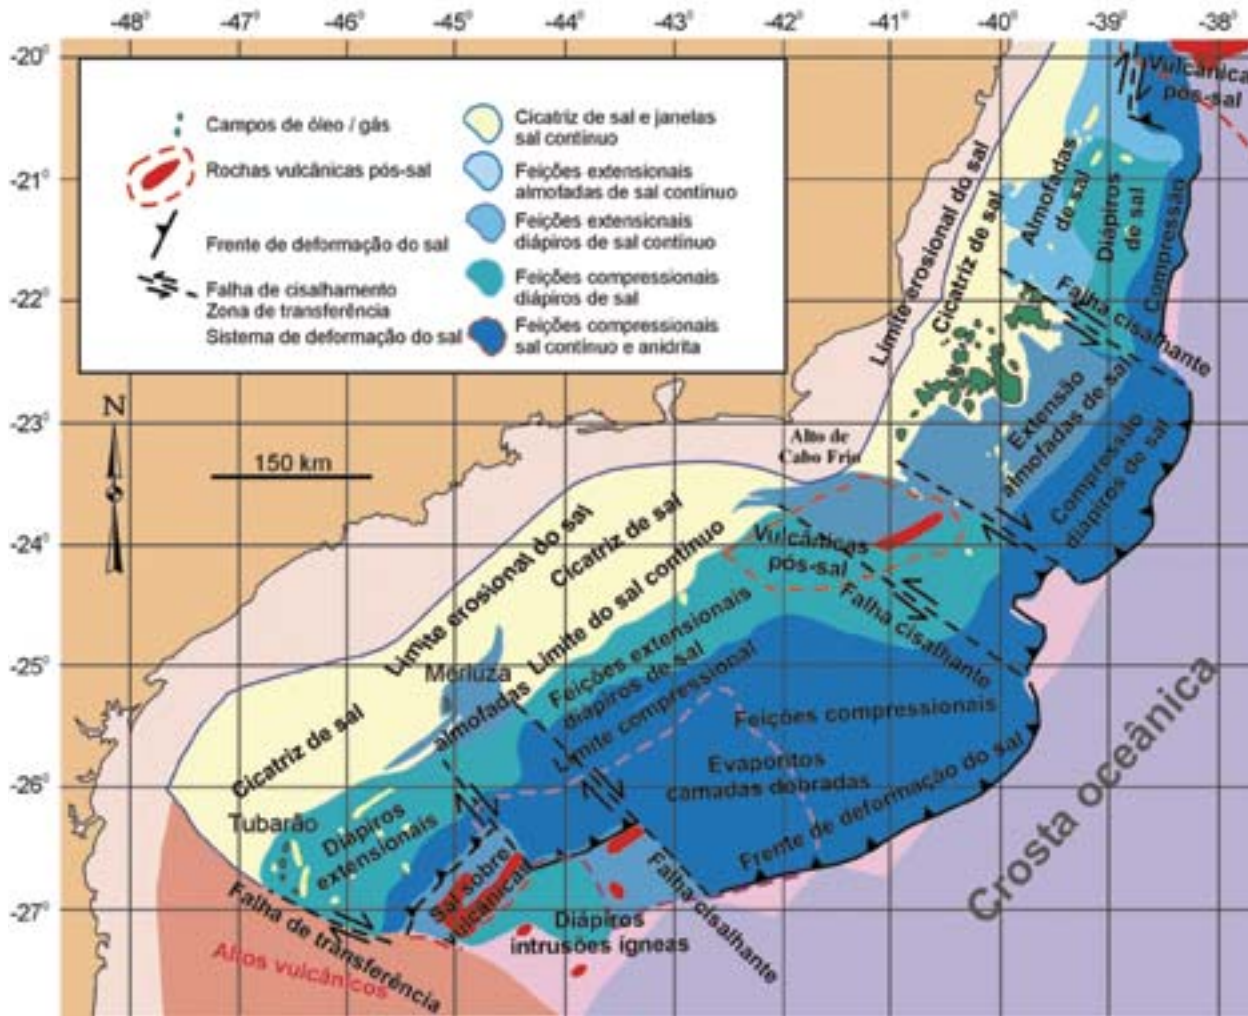 -48° -47° -46° -45° -44° -43° -42° -41° -40° -39° -38°
-20°
-21°
-22°
-23°
-24°
-25°
-26°
-27°
Campos de óleo / gás
Rochas vulcânicas pós-sal
Frente de deformação do sal
Falha de cisalhamento
Zona de transferência
Sistema de deformação do sal
Cicatriz de sal e janelas
sal contínuo
Feições extensionais
almofadas de sal contínuo
Feições extensionais
diápiros de sal contínuo
Feições compressionais
diápiros de sal
Feições compressionais
sal contínuo e anidrita
N
150 km
Vulcânica
pós-sal
Limite erosional do sal
Cicatriz de sal
Almofadas
de sal
Diápiros
de sal
Compressão
Falha cisalhante
Extensão
almofadas de sal
Compressão
diápiros de sal
Alto de
Cabo Frio
Vulcânicas
pós-sal
Falha cisalhante
Limite erosional do sal
Cicatriz de sal
Limite do sal contínuo
Merluza
almofadas
Feições extensionais
diápiros de sal
Limite compressional
Feições compressionais
Evaporitos
camadas dobradas
Frente de deformação do sal
Crosta oceânica
Cicatriz de sal
Tubarão
Diápiros
extensionais
Sal sobre
vulcânicas
Falha de transferência
Altos vulcânicos
Diápiros
intrusões ígneas
Falha cisalhante